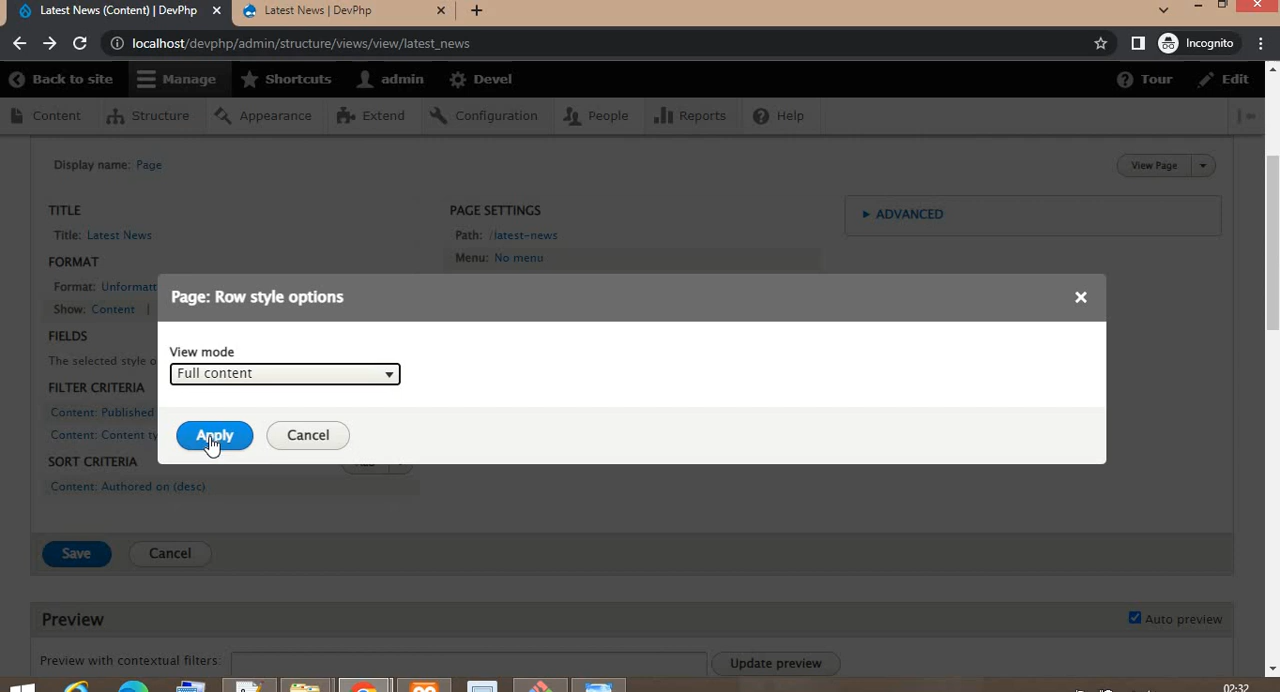 Latest News (Content) | DevPhp
Latest News | DevPhp
localhost/devphp/admin/structure/views/view/latest_news
Incognito
Back to site
Manage
Shortcuts
admin
Devel
Tour
Edit
Content
Structure
Appearance
Extend
Configuration
People
Reports
Help
Display name: Page
View Page
TITLE
Title: Latest News
FORMAT
Format: Unformatt
Show: Content |
FIELDS
The selected style o
FILTER CRITERIA
Content: Published
Content: Content ty
SORT CRITERIA
Content: Authored on (desc)
PAGE SETTINGS
Path: /latest-news
Menu: No menu
ADVANCED
Page: Row style options
View mode
Full content
Apply
Cancel
Save
Cancel
Preview
Auto preview
Preview with contextual filters:
Update preview
02:32